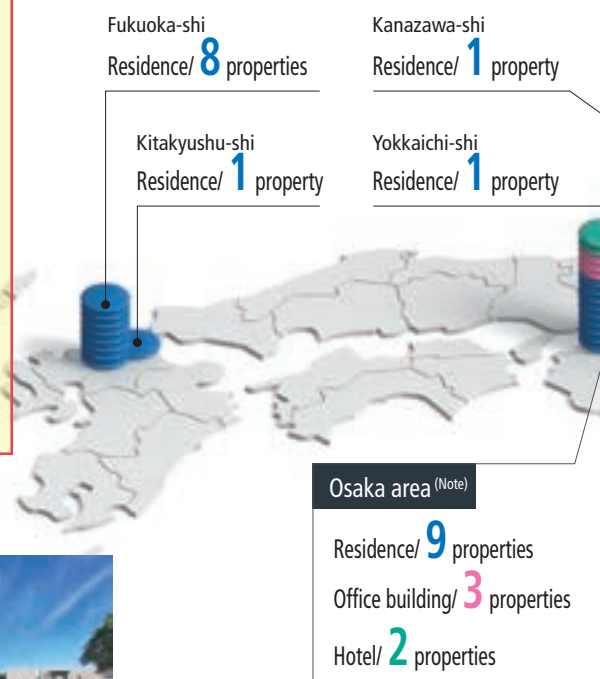 Fukuoka-shi
Residence/ 8 properties
Kanazawa-shi
Residence/ 1 property
Kitakyushu-shi
Residence/ 1 property
Yokkaichi-shi
Residence/ 1 property
Osaka area (Note)
Residence/ 9 properties
Office building/ 3 properties
Hotel/ 2 properties